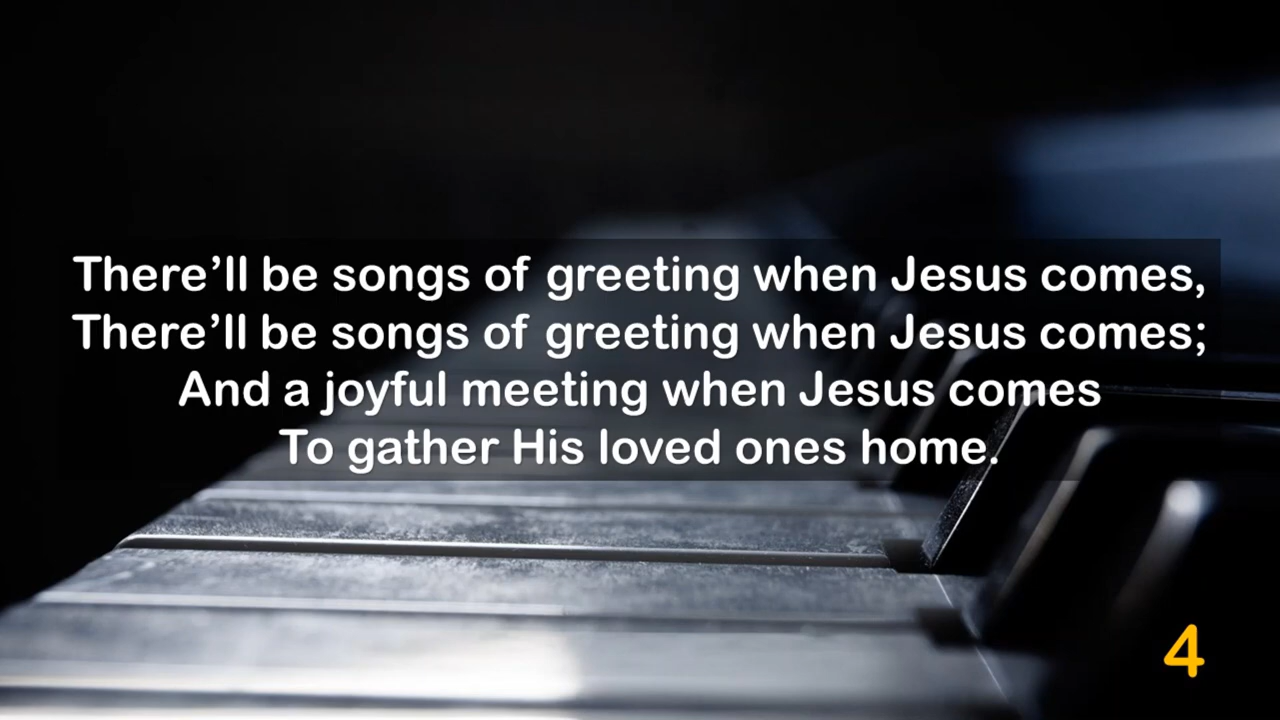 There’ll be songs of greeting when Jesus comes,
There’ll be songs of greeting when Jesus comes;
And a joyful meeting when Jesus comes
To gather His loved ones home.
4